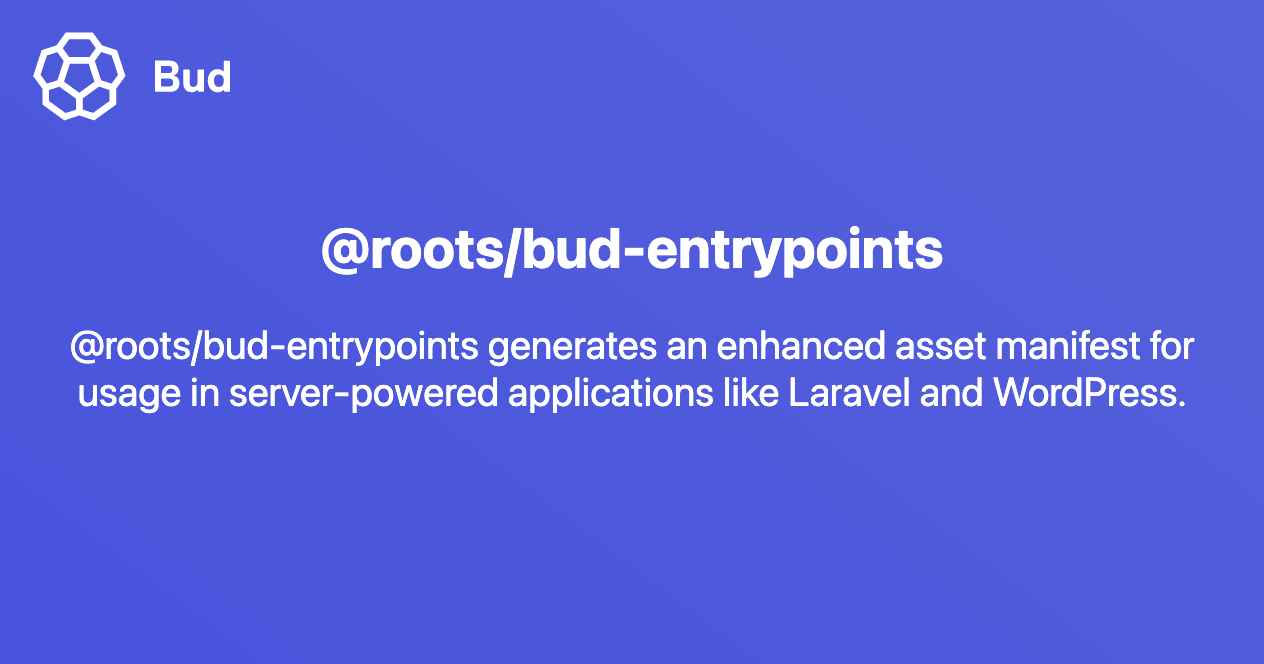 Bud
@roots/bud-entrypoints
@roots/bud-entrypoints generates an enhanced asset manifest for
usage in server-powered applications like Laravel and WordPress.